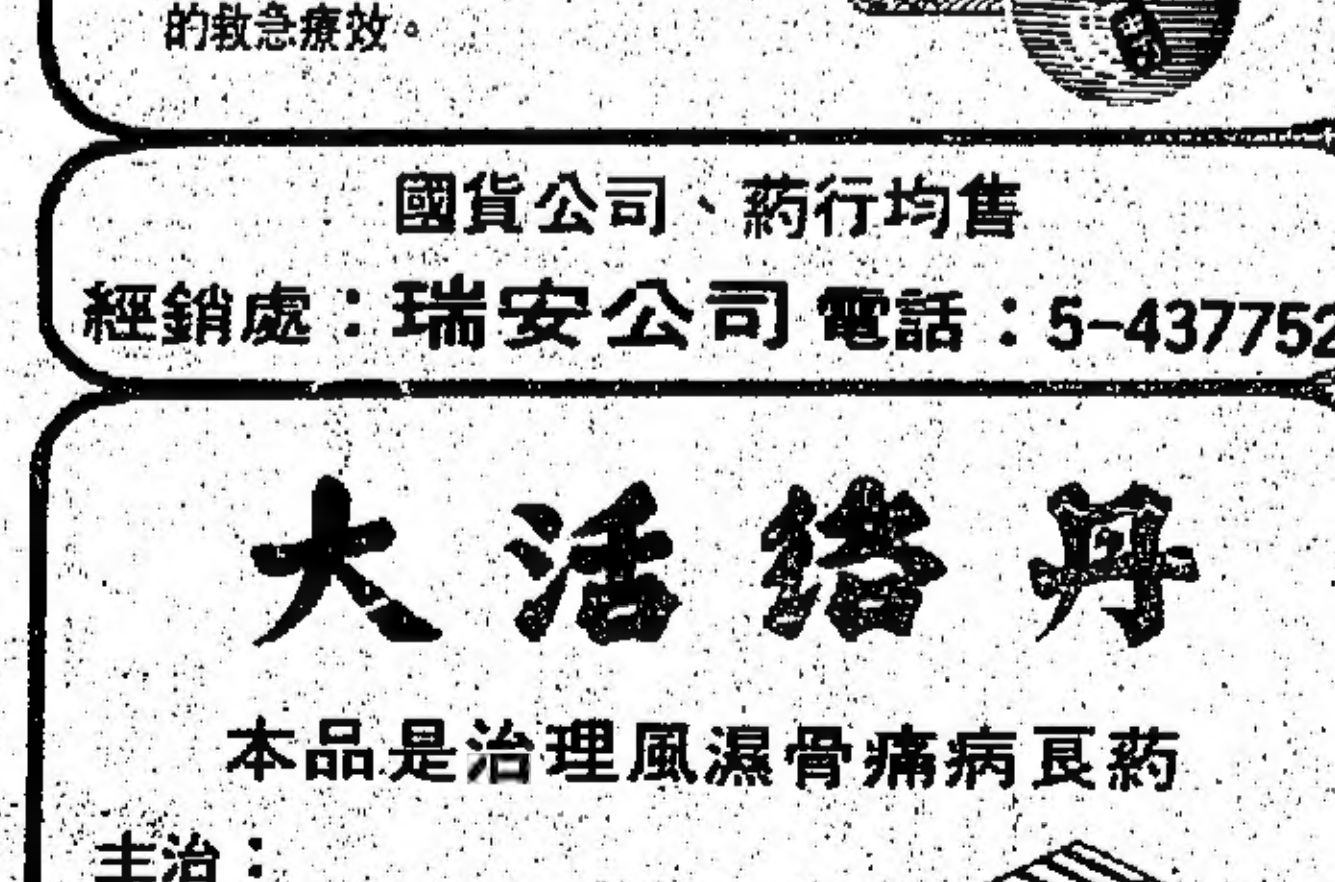 的救急療效。
國貨公司、葯行均售
經銷處：瑞安公司 電話：5-437752
大活络丹
本品是治理風濕骨痛病良葯
主治：